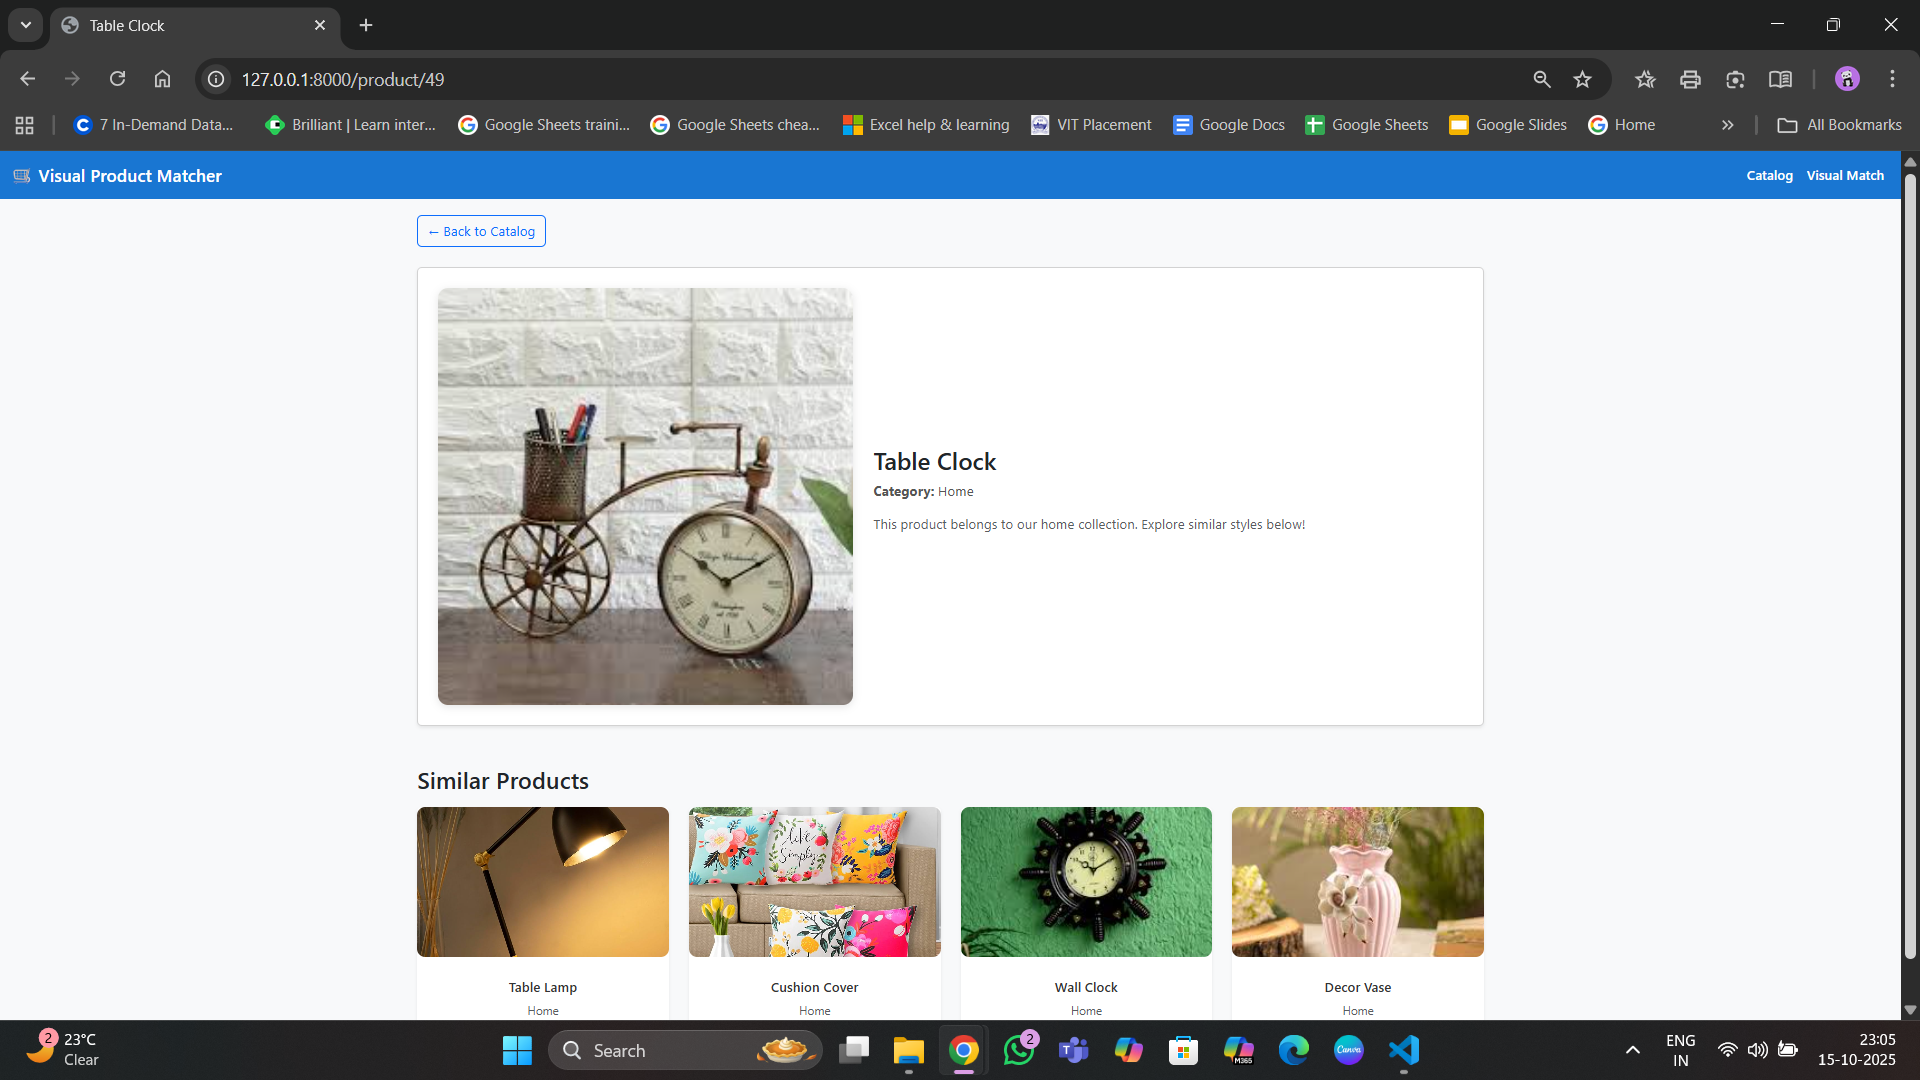 Table Clock
127.0.0.1:8000/product/49
7 In-Demand Data...
Brilliant | Learn inter...
Google Sheets traini...
Google Sheets chea...
Excel help & learning
VIT Placement
Google Docs
Google Sheets
Google Slides
Home
All Bookmarks
Visual Product Matcher
Catalog
Visual Match
← Back to Catalog
Table Clock
Category: Home
This product belongs to our home collection. Explore similar styles below!
Similar Products
like
Simply
Table Lamp
Home
Cushion Cover
Home
Wall Clock
Home
Decor Vase
Home
2
23°C
Clear
Search
2
M365
Canva
ENG
IN
23:05
15-10-2025